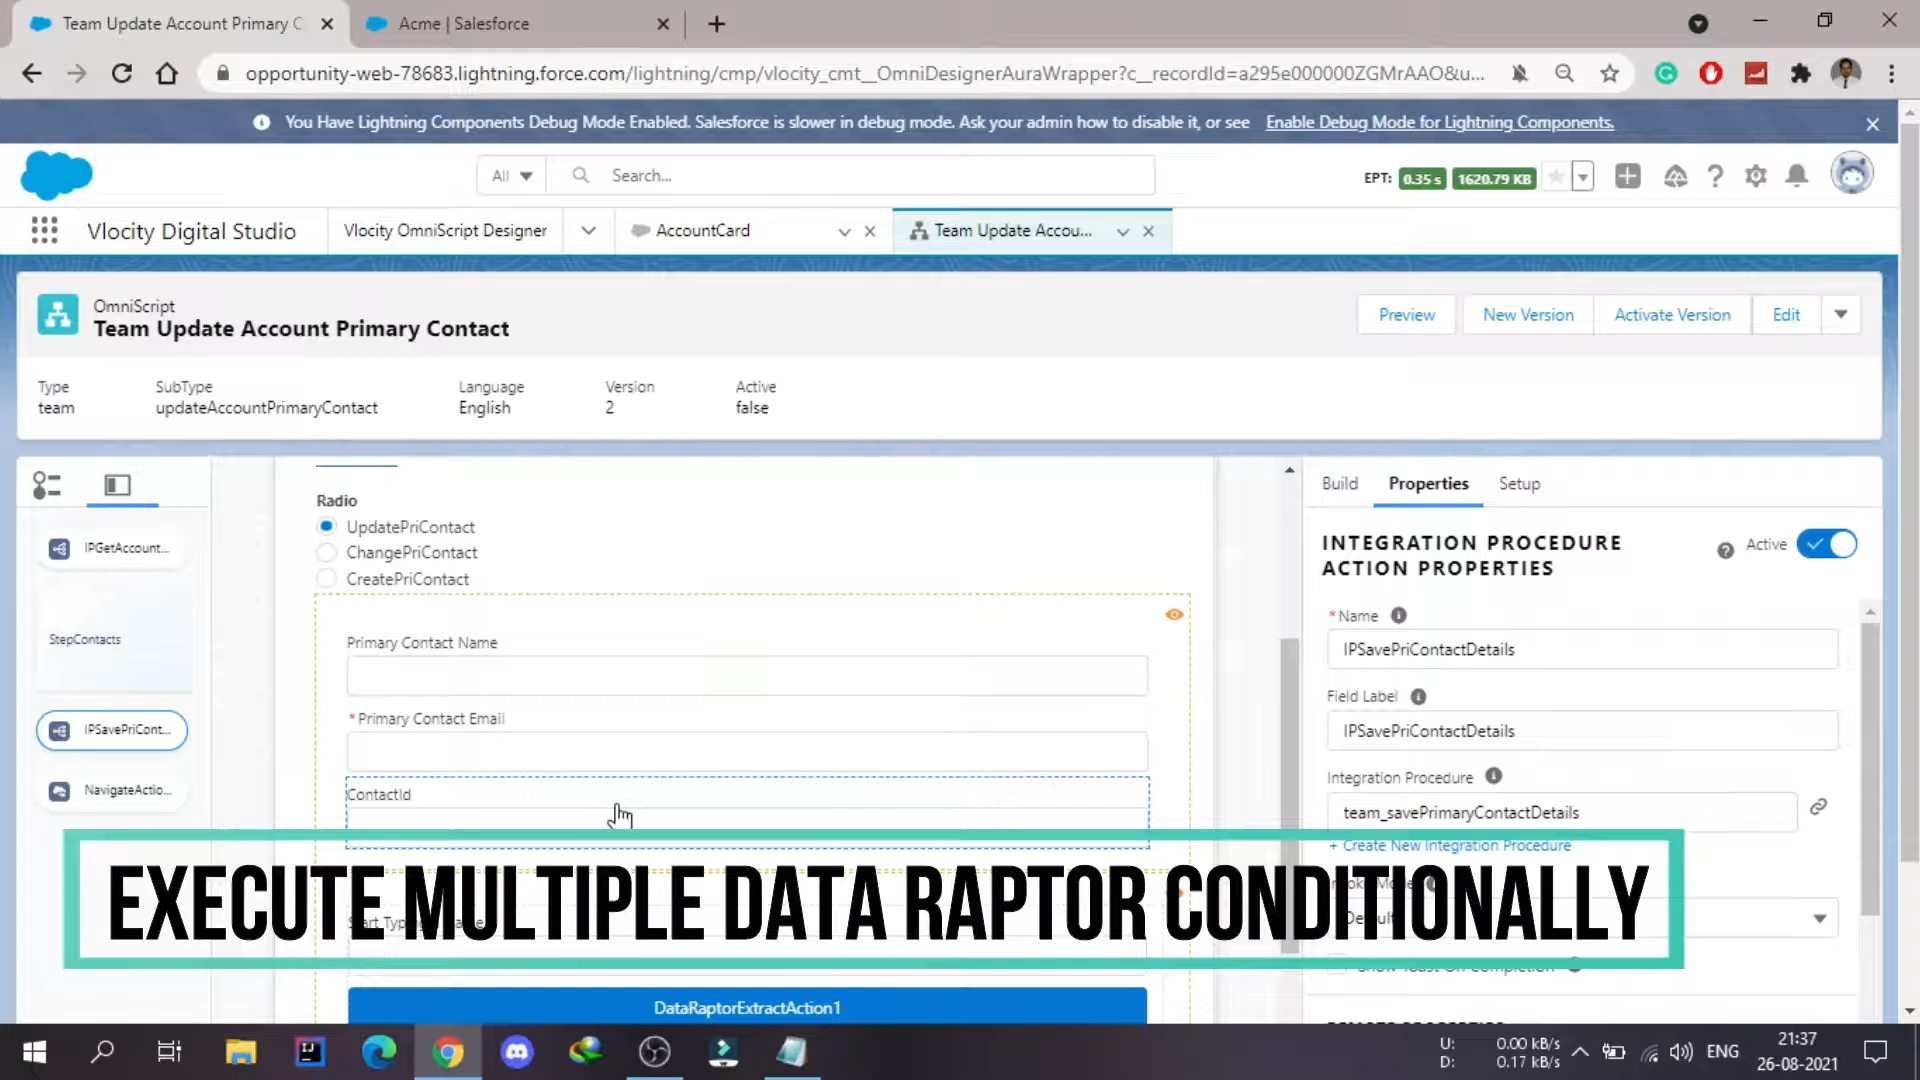 Team Update Account Primary C
Acme | Salesforce
opportunity-web-78683.lightning.force.com/lightning/cmp/vlocity_cmt__OmniDesignerAuraWrapper?c__recordId=a295e000000ZGMrAAO&u...
You Have Lightning Components Debug Mode Enabled. Salesforce is slower in debug mode. Ask your admin how to disable it, or see Enable Debug Mode for Lightning Components.
All
Search...
EPT: 0.35 s 1620.79 KB
Vlocity Digital Studio
Vlocity OmniScript Designer
AccountCard
Team Update Accou...
OmniScript
Team Update Account Primary Contact
Preview
New Version
Activate Version
Edit
Type
SubType
Language
Version
Active
team
updateAccountPrimaryContact
English
2
false
IPGetAccount...
StepContacts
IPSavePriCont...
NavigateActio...
Radio
UpdatePriContact
ChangePriContact
CreatePriContact
Primary Contact Name
*Primary Contact Email
ContactId
DataRaptorExtractAction1
Build
Properties
Setup
INTEGRATION PROCEDURE
ACTION PROPERTIES
Active
*Name
IPSavePriContactDetails
Field Label
IPSavePriContactDetails
Integration Procedure
team_savePrimaryContactDetails
+ Create New Integration Procedure
EXECUTE MULTIPLE DATA RAPTOR CONDITIONALLY
U: 0.00 kB/s
D: 0.17 kB/s
ENG
21:37
26-08-2021